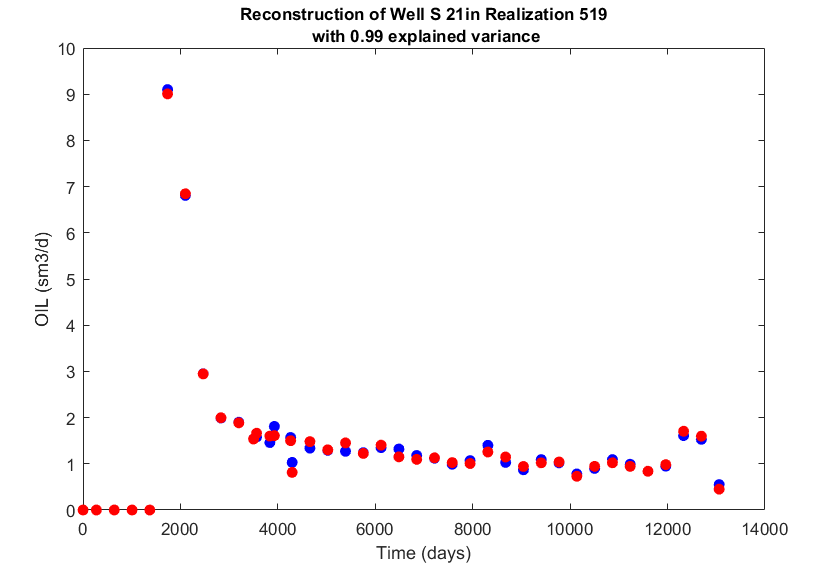 Reconstruction of Well S 21in Realization 519
with 0.99 explained variance
10
9
8
7
6
5
4
3
2
1
0
OIL (sm3/d)
0 2000 4000 6000 8000 10000 12000 14000
Time (days)